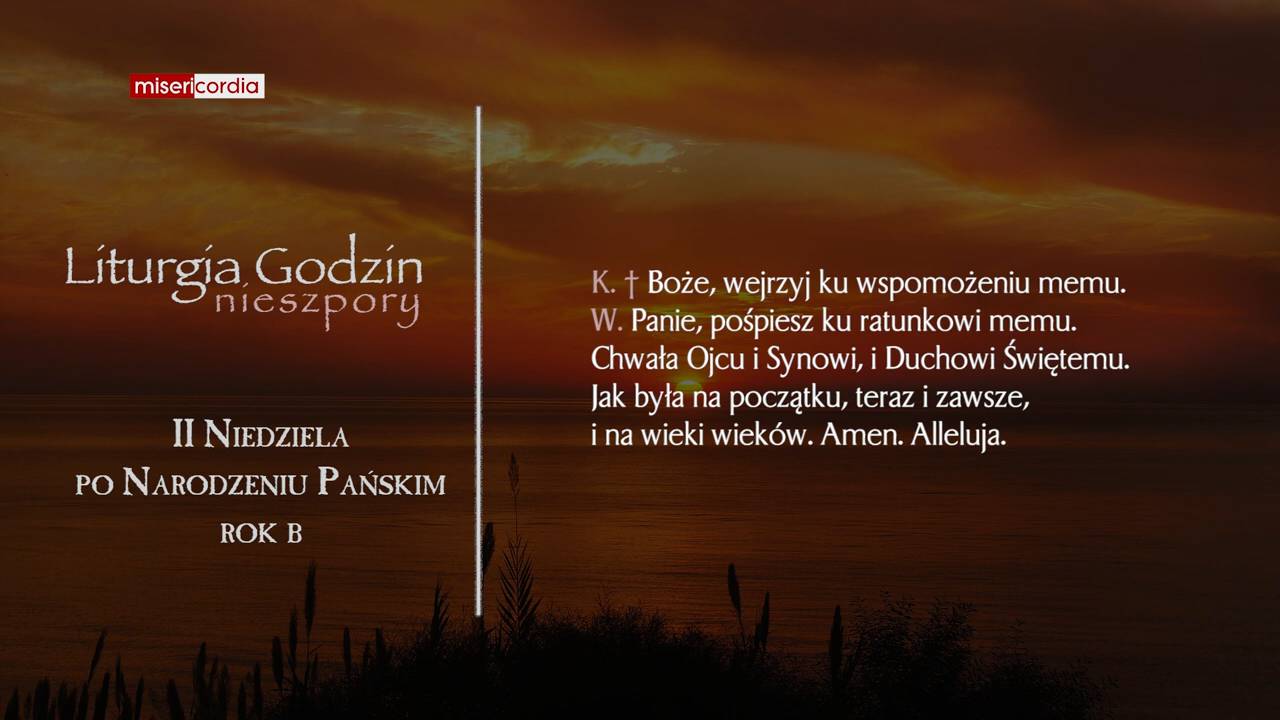 misericordia
Liturgia Godzin
nieszpory
II Niedziela
po Narodzeniu Pańskim
rok B
K. † Boże, wejrzyj ku wspomożeniu memu.
W. Panie, pośpiesz ku ratunkowi memu.
Chwała Ojcu i Synowi, i Duchowi Świętemu.
Jak była na początku, teraz i zawsze,
i na wieki wieków. Amen. Alleluja.